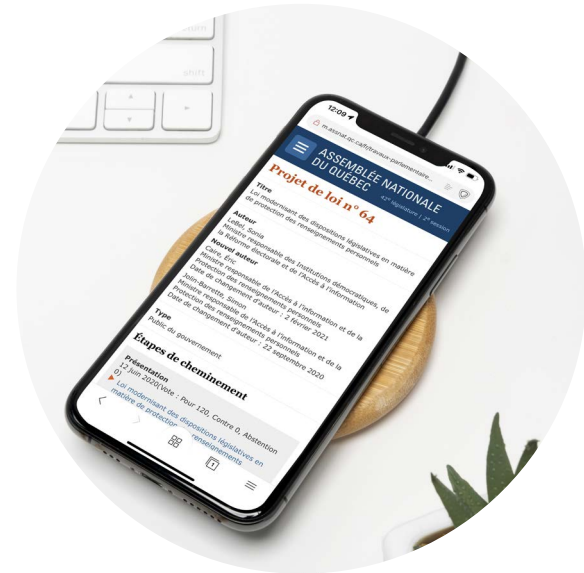 shift
12:09
m.assnat.qc.ca/fr/travaux-parlementaire...
ASSEMBLÉE NATIONALE
DU QUÉBEC
42e législature | 2e session
Projet de loi n° 64
Titre
Loi modernisant des dispositions législatives en matière
de protection des renseignements personnels
Auteur
LeBel, Sonia
Ministre responsable des Institutions démocratiques, de
la Réforme électorale et de l'Accès à l'information
Nouvel auteur
Caire, Éric
Ministre responsable de l'Accès à l'information et de la
Protection des renseignements personnels
Date de changement d'auteur : 2 février 2021
Jolin-Barrette, Simon
Ministre responsable de l'Accès à l'information et de la
Protection des renseignements personnels
Date de changement d'auteur : 22 septembre 2020
Type
Public du gouvernement
Étapes de cheminement
Présentation
12 juin 2020(Vote : Pour 120, Contre 0, Abstention
0)
Loi modernisant des dispositions législatives en
matière de protection renseignements
1